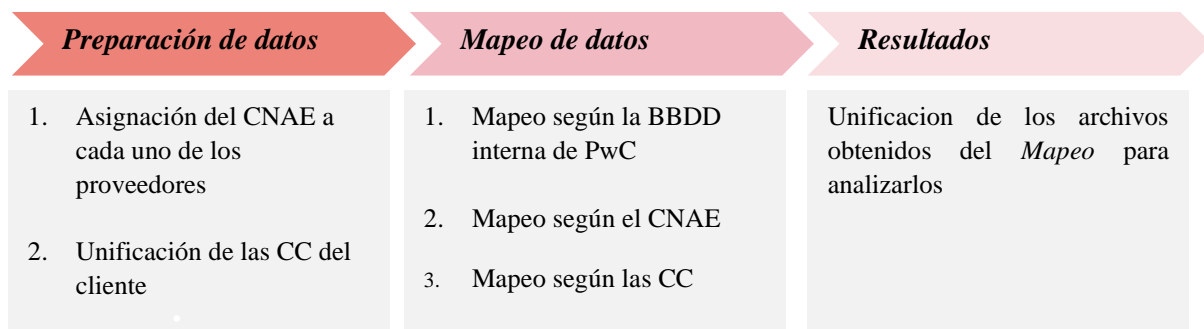 Preparación de datos
1. Asignación del CNAE a
cada uno de los
proveedores
2. Unificación de las CC del
cliente
Mapeo de datos
1. Mapeo según la BBDD
interna de PwC
2. Mapeo según el CNAE
3. Mapeo según las CC
Resultados
Unificacion de los archivos
obtenidos del Mapeo para
analizarlos